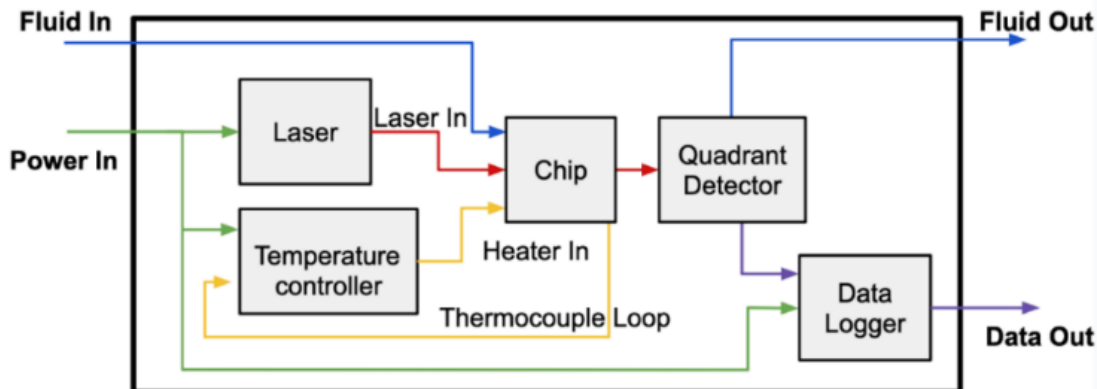 Fluid In
Fluid Out
Laser
Laser In
Power In
Chip
Quadrant
Detector
Temperature
controller
Heater In
Thermocouple Loop
Data
Logger
Data Out